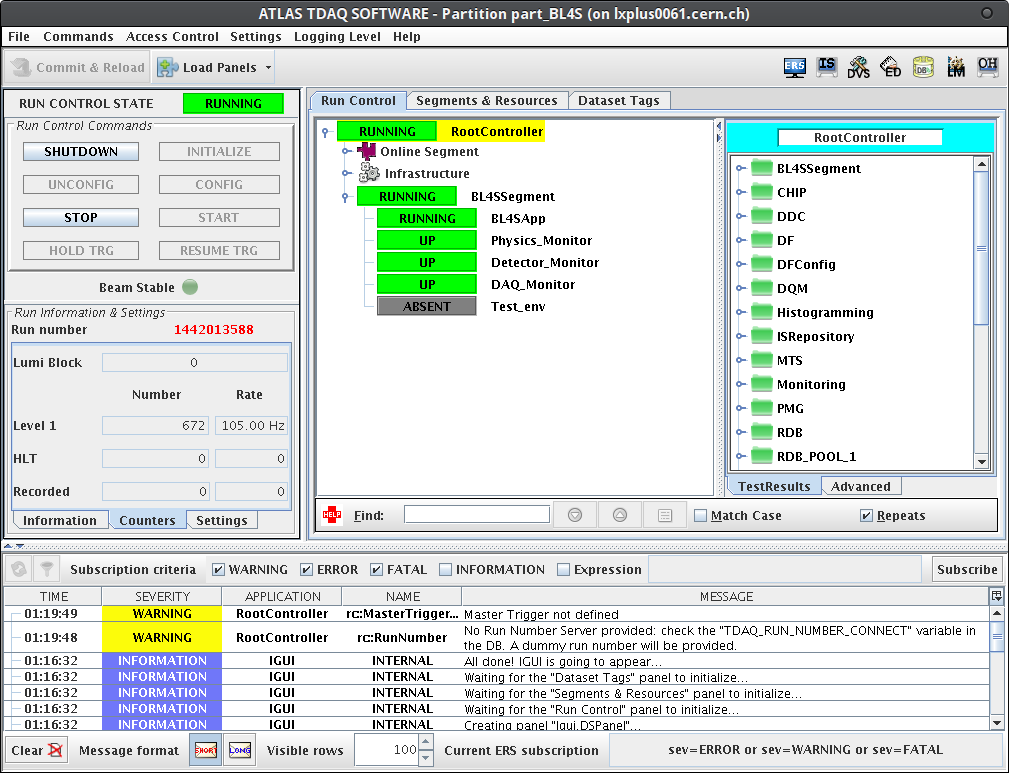 ATLAS TDAQ SOFTWARE - Partition part_BL4S (on lxplus0061.cern.ch)
File Commands Access Control Settings Logging Level Help
Commit & Reload Load Panels
ERS IS DVS ED DB LM OH
RUN CONTROL STATE RUNNING
Run Control Commands
SHUTDOWN INITIALIZE
UNCONFIG CONFIG
STOP START
HOLD TRG RESUME TRG
Beam Stable
Run Information & Settings
Run number 1442013588
Lumi Block 0
Number Rate
Level 1 672 105.00 Hz
HLT 0 0
Recorded 0 0
Information Counters Settings
Run Control Segments & Resources Dataset Tags
RUNNING RootController
Online Segment
Infrastructure
RUNNING BL4SSegment
RUNNING BL4SApp
UP Physics_Monitor
UP Detector_Monitor
UP DAQ_Monitor
ABSENT Test_env
RootController
BL4SSegment
CHIP
DDC
DF
DFConfig
DQM
Histogramming
ISRepository
MTS
Monitoring
PMG
RDB
RDB_POOL_1
TestResults Advanced
HELP Find: Match Case Repeats
Subscription criteria WARNING ERROR FATAL INFORMATION Expression Subscribe
TIME SEVERITY APPLICATION NAME MESSAGE
01:19:49 WARNING RootController rc::MasterTrigger... Master Trigger not defined
01:19:48 WARNING RootController rc::RunNumber No Run Number Server provided: check the "TDAQ_RUN_NUMBER_CONNECT" variable in
the DB. A dummy run number will be provided.
01:16:32 INFORMATION IGUI INTERNAL All done! IGUI is going to appear...
01:16:32 INFORMATION IGUI INTERNAL Waiting for the "Dataset Tags" panel to initialize...
01:16:32 INFORMATION IGUI INTERNAL Waiting for the "Segments & Resources" panel to initialize...
01:16:32 INFORMATION IGUI INTERNAL Waiting for the "Run Control" panel to initialize...
01:16:32 INFORMATION IGUI INTERNAL Creating panel "Igui.DSPanel"...
Clear Message format SHORT LONG Visible rows 100 Current ERS subscription sev=ERROR or sev=WARNING or sev=FATAL